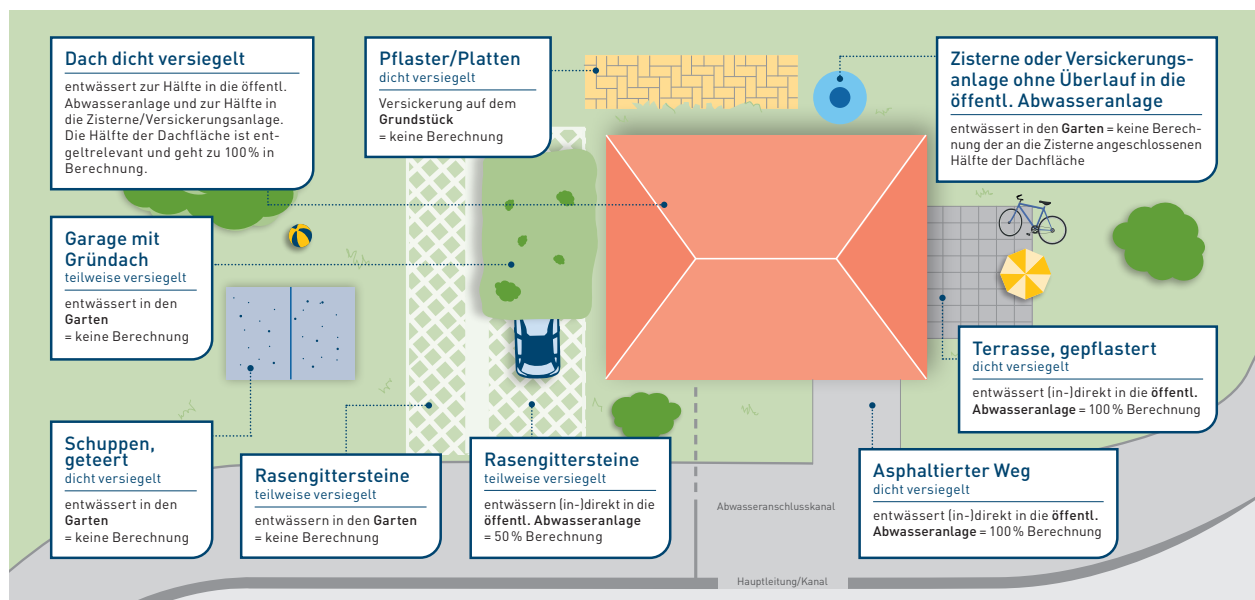 Dach dicht versiegelt
entwässert zur Hälfte in die öffentl.
Abwasseranlage und zur Hälfte in
die Zisterne/Versickerungsanlage.
Die Hälfte der Dachfläche ist ent-
geltrelevant und geht zu 100 % in
Berechnung.
Pflaster/Platten
dicht versiegelt
Versickerung auf dem
Grundstück
= keine Berechnung
Zisterne oder Versickerungs-
anlage ohne Überlauf in die
öffentl. Abwasseranlage
entwässert in den Garten = keine Berech-
nung der an die Zisterne angeschlossenen
Hälfte der Dachfläche
Garage mit
Gründach
teilweise versiegelt
entwässert in den
Garten
= keine Berechnung
Terrasse, gepflastert
dicht versiegelt
entwässert (in-)direkt in die öffentl.
Abwasseranlage = 100 % Berechnung
Schuppen,
geteert
dicht versiegelt
entwässert in den
Garten
= keine Berechnung
Rasengittersteine
teilweise versiegelt
entwässern in den Garten
= keine Berechnung
Rasengittersteine
teilweise versiegelt
entwässern (in-)direkt in die
öffentl. Abwasseranlage
= 50 % Berechnung
Asphaltierter Weg
dicht versiegelt
entwässert (in-)direkt in die öffentl.
Abwasseranlage = 100 % Berechnung
Abwasseranschlusskanal
Hauptleitung/Kanal